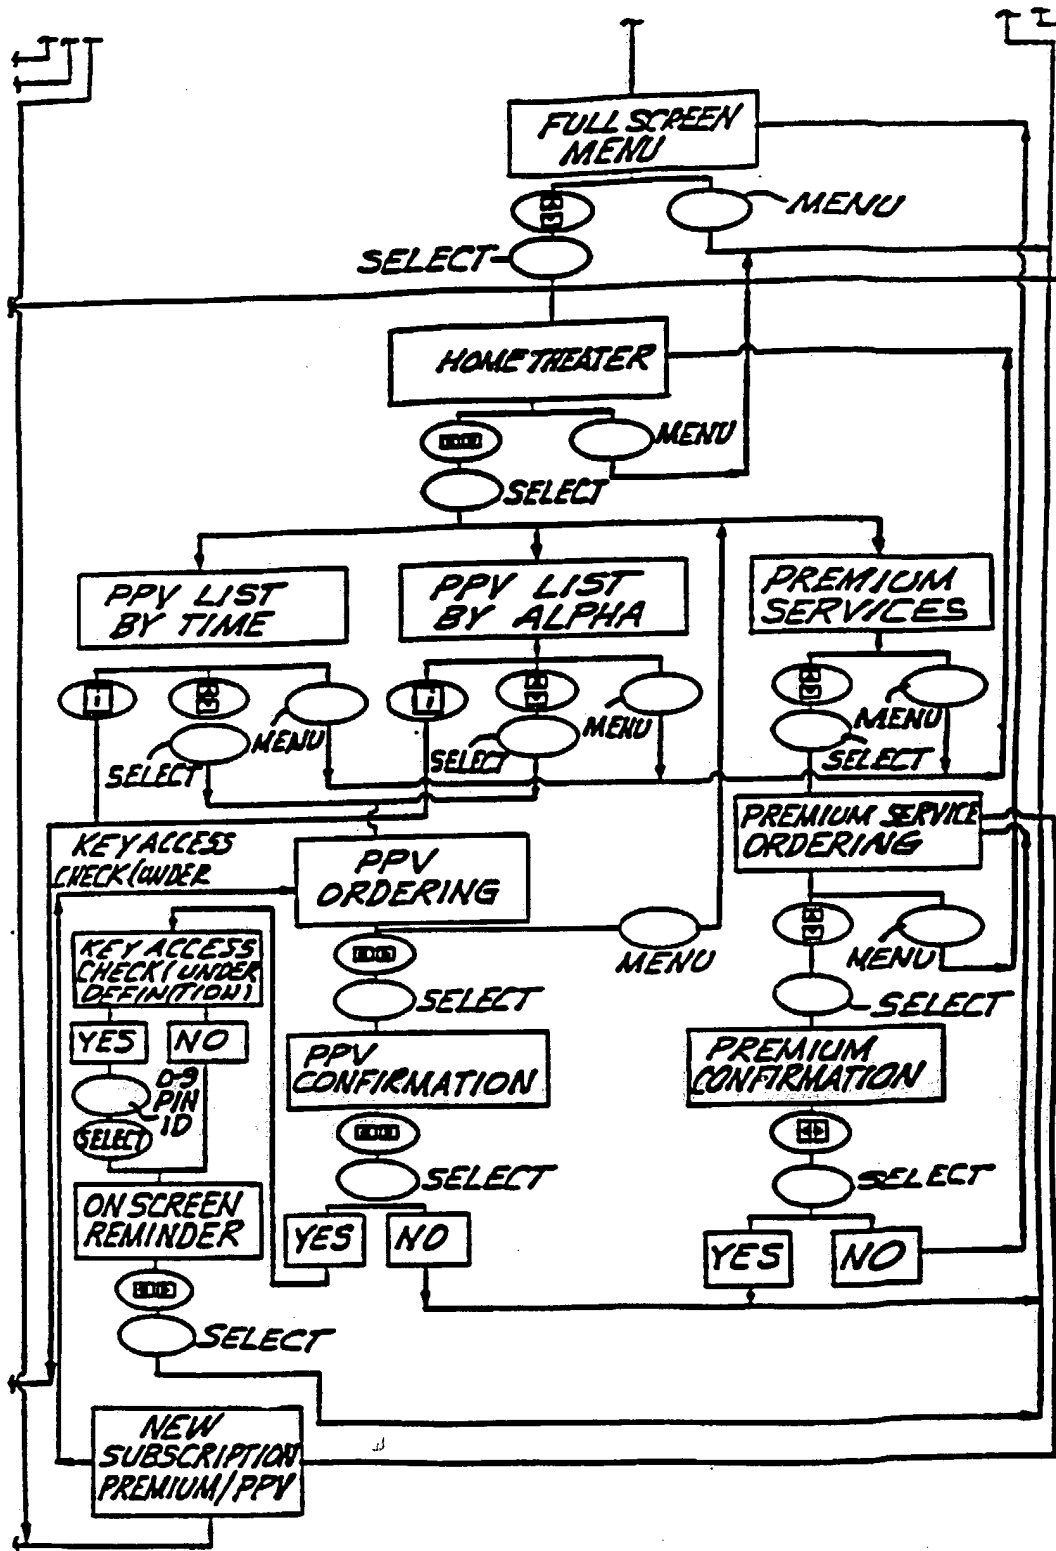 FULL SCREEN
MENU
MENU
SELECT
HOME THEATER
MENU
SELECT
PPV LIST
BY TIME
PPV LIST
BY ALPHA
PREMIUM
SERVICES
i
MENU
SELECT
i
MENU
SELECT
MENU
SELECT
KEY ACCESS
CHECK (UNDER
PPV
ORDERING
PREMIUM SERVICE
ORDERING
MENU
MENU
SELECT
SELECT
KEY ACCESS
CHECK (UNDER
DEFINITION)
YES
NO
0-9
PIN
ID
SELECT
PPV
CONFIRMATION
PREMIUM
CONFIRMATION
SELECT
SELECT
ON SCREEN
REMINDER
YES
NO
YES
NO
SELECT
NEW
SUBSCRIPTION
PREMIUM/PPV